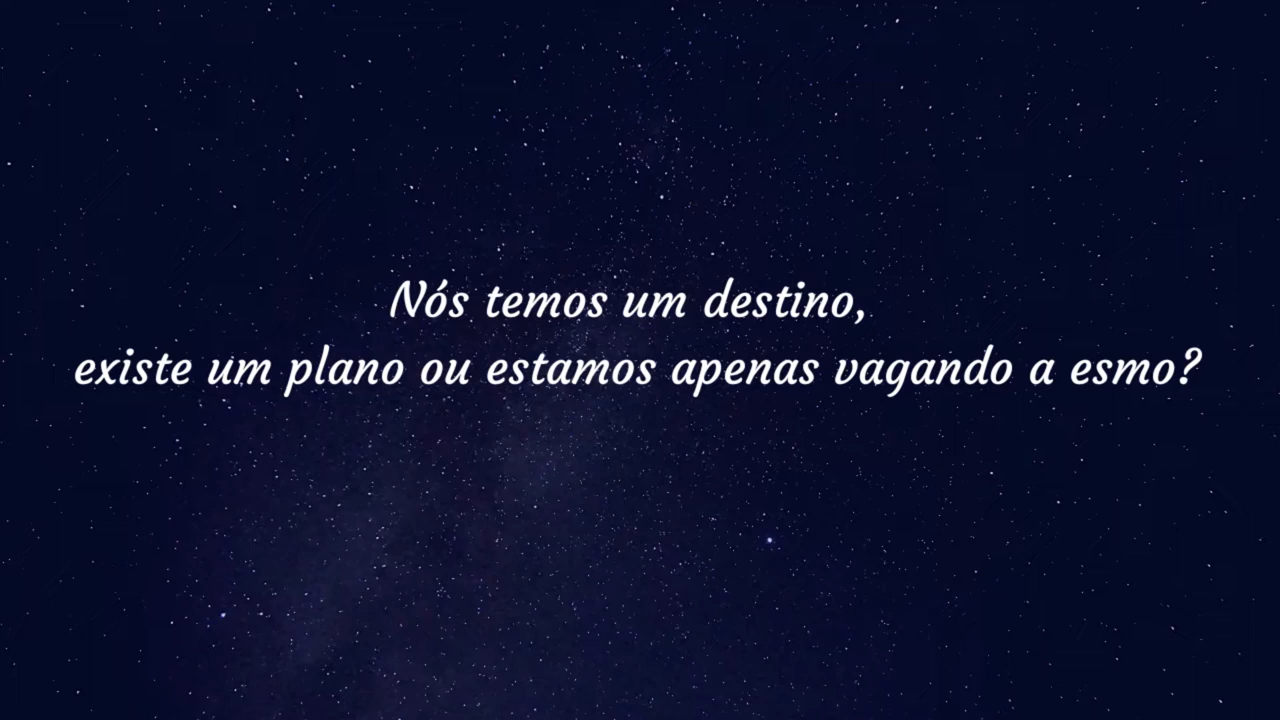 Nós temos um destino,
existe um plano ou estamos apenas vagando a esmo?